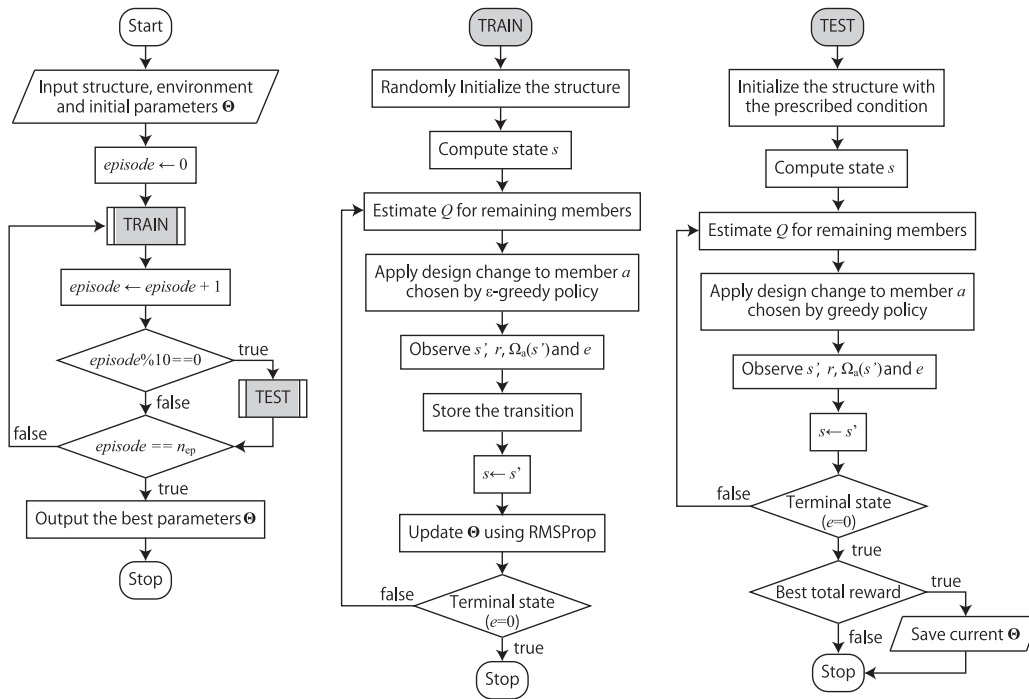 Start
Input structure, environment
and initial parameters Θ
episode ← 0
TRAIN
episode ← episode + 1
episode%10==0
true
TEST
false
false
episode == nₑₚ
true
Output the best parameters Θ
Stop
TRAIN
Randomly Initialize the structure
Compute state s
Estimate Q for remaining members
Apply design change to member a
chosen by ε-greedy policy
Observe s’, r, Ωₐ(s’) and e
Store the transition
s← s’
Update Θ using RMSProp
false
Terminal state
(e=0)
true
Stop
TEST
Initialize the structure with
the prescribed condition
Compute state s
Estimate Q for remaining members
Apply design change to member a
chosen by greedy policy
Observe s’, r, Ωₐ(s’) and e
s← s’
false
Terminal state
(e=0)
true
Best total reward
true
false
Save current Θ
Stop